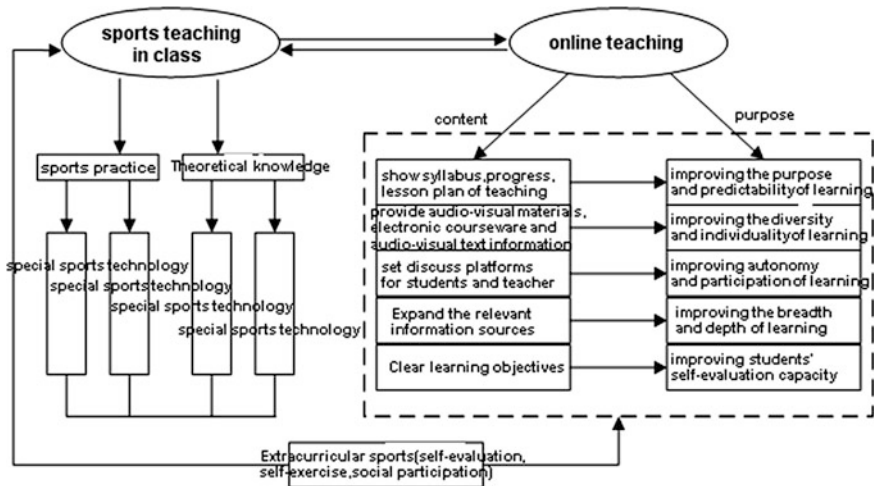 sports teaching
in class
online teaching
content
purpose
sports practice
Theoretical knowledge
special sports technology
special sports technology
special sports technology
special sports technology
show syllabus,progress,
lesson plan of teaching
provide audio-visual materials,
electronic courseware and
audio-visual text information
set discuss platforms
for students and teacher
Expand the relevant
information sources
Clear learning objectives
improving the purpose
and predictability of learning
improving the diversity
and individuality of learning
improving autonomy
and participation of learning
improving the breadth
and depth of learning
improving students'
self-evaluation capacity
Extracurricular sports(self-evaluation,
self-exercise,social participation)